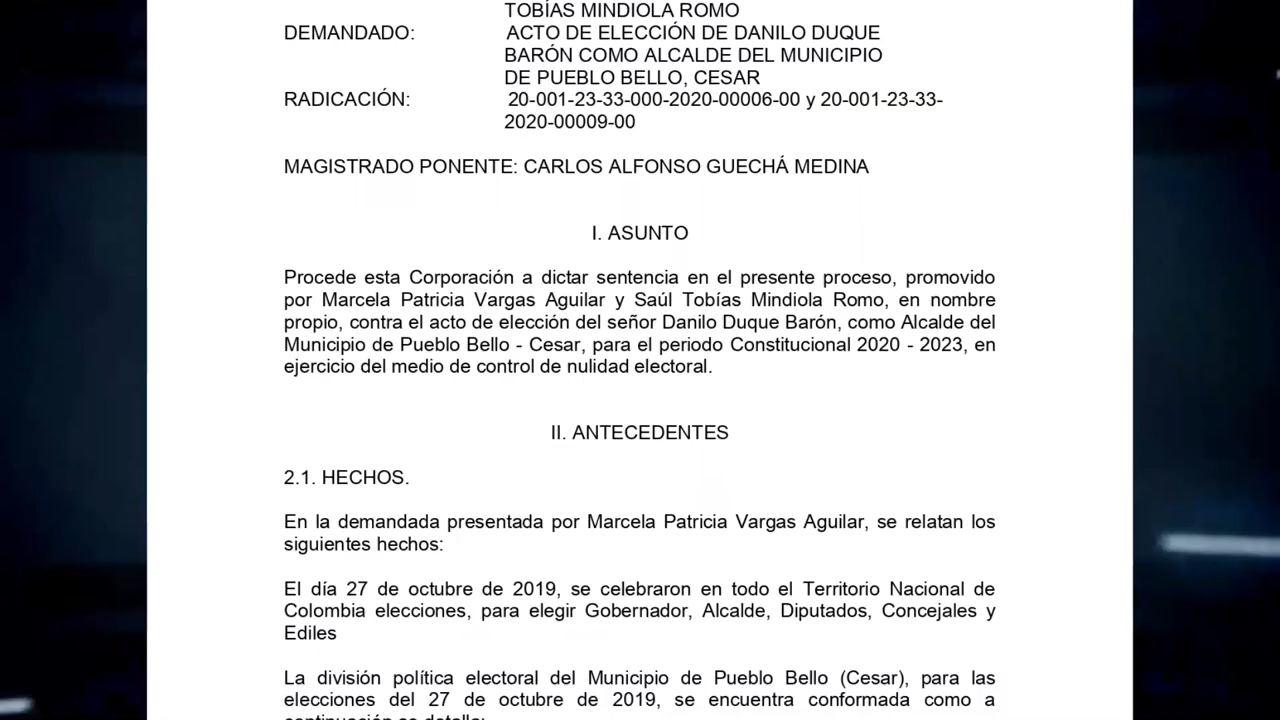 TOBÍAS MINDIOLA ROMO
DEMANDADO: ACTO DE ELECCIÓN DE DANILO DUQUE
BARÓN COMO ALCALDE DEL MUNICIPIO
DE PUEBLO BELLO, CESAR
RADICACIÓN: 20-001-23-33-000-2020-00006-00 y 20-001-23-33-
2020-00009-00
MAGISTRADO PONENTE: CARLOS ALFONSO GUECHÁ MEDINA
I. ASUNTO
Procede esta Corporación a dictar sentencia en el presente proceso, promovido
por Marcela Patricia Vargas Aguilar y Saúl Tobías Mindiola Romo, en nombre
propio, contra el acto de elección del señor Danilo Duque Barón, como Alcalde del
Municipio de Pueblo Bello - Cesar, para el periodo Constitucional 2020 - 2023, en
ejercicio del medio de control de nulidad electoral.
II. ANTECEDENTES
2.1. HECHOS.
En la demandada presentada por Marcela Patricia Vargas Aguilar, se relatan los
siguientes hechos:
El día 27 de octubre de 2019, se celebraron en todo el Territorio Nacional de
Colombia elecciones, para elegir Gobernador, Alcalde, Diputados, Concejales y
Ediles
La división política electoral del Municipio de Pueblo Bello (Cesar), para las
elecciones del 27 de octubre de 2019, se encuentra conformada como a
continuación se detalla: